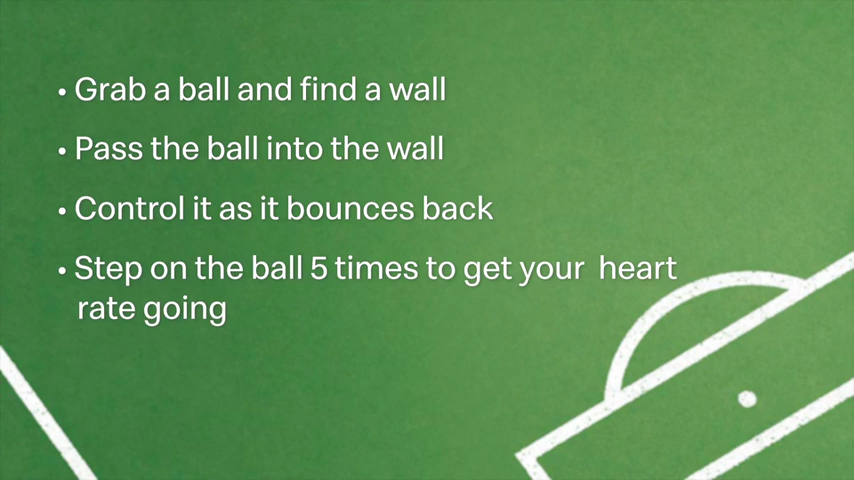 • Grab a ball and find a wall
• Pass the ball into the wall
• Control it as it bounces back
• Step on the ball 5 times to get your  heart
rate going